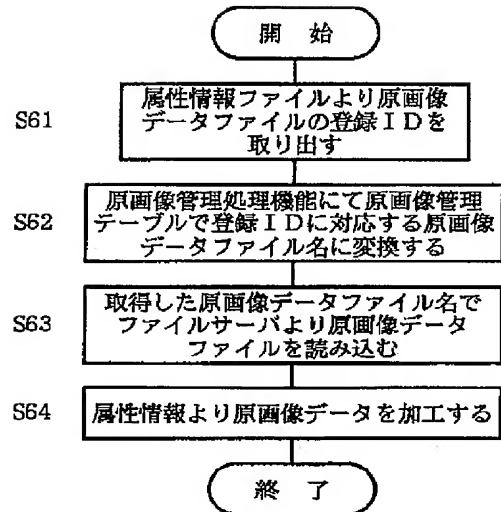 開 始
S61
属性情報ファイルより原画像
データファイルの登録IDを
取り出す
S62
原画像管理処理機能にて原画像管理
テーブルで登録IDに対応する原画像
データファイル名に変換する
S63
取得した原画像データファイル名で
ファイルサーバより原画像データ
ファイルを読み込む
S64
属性情報より原画像データを加工する
終 了